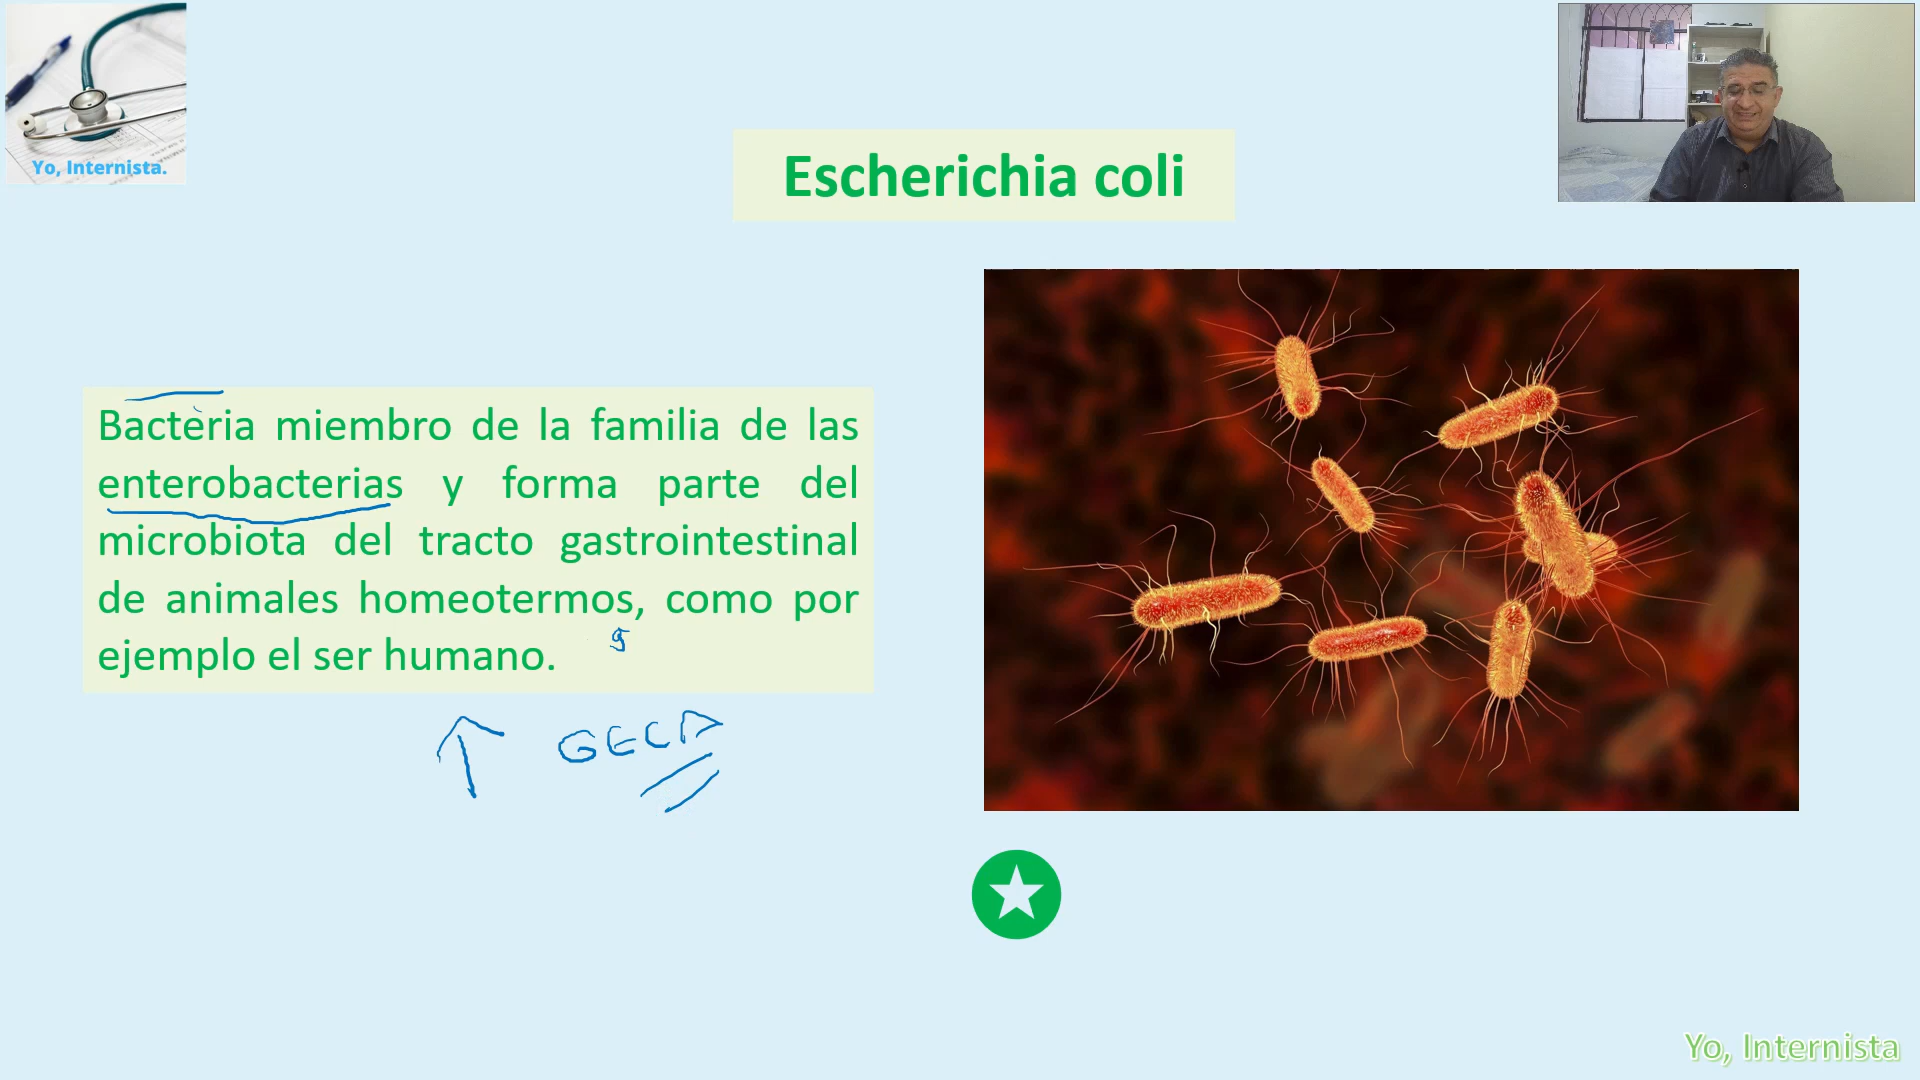 Yo, Internista.
Escherichia coli
Bacteria miembro de la familia de las
enterobacterias y forma parte del
microbiota del tracto gastrointestinal
de animales homeotermos, como por
ejemplo el ser humano.
Yo, Internista